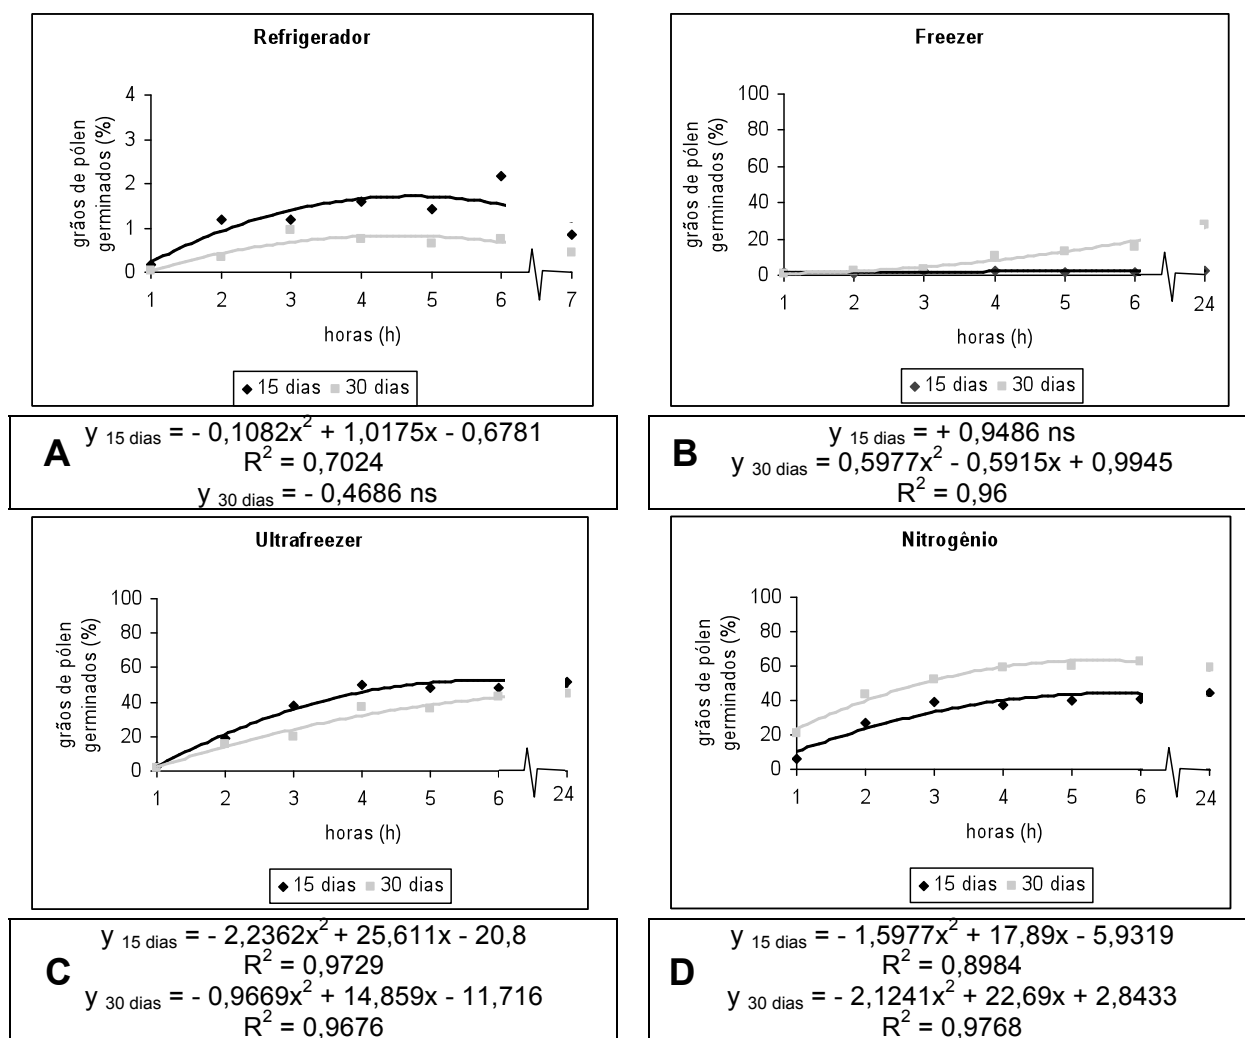 Refrigerador
grãos de pólen
germinados (%)
4
3
2
1
0
1 2 3 4 5 6 7
horas (h)
15 dias 30 dias
A
y 15 dias = - 0,1082x² + 1,0175x - 0,6781
R² = 0,7024
y 30 dias = - 0,4686 ns
Freezer
grãos de pólen
germinados (%)
100
80
60
40
20
0
1 2 3 4 5 6 24
horas (h)
15 dias 30 dias
B
y 15 dias = + 0,9486 ns
y 30 dias = 0,5977x² - 0,5915x + 0,9945
R² = 0,96
Ultrafreezer
grãos de pólen
germinados (%)
100
80
60
40
20
0
1 2 3 4 5 6 24
horas (h)
15 dias 30 dias
C
y 15 dias = - 2,2362x² + 25,611x - 20,8
R² = 0,9729
y 30 dias = - 0,9669x² + 14,859x - 11,716
R² = 0,9676
Nitrogênio
grãos de pólen
germinados (%)
100
80
60
40
20
0
1 2 3 4 5 6 24
horas (h)
15 dias 30 dias
D
y 15 dias = - 1,5977x² + 17,89x - 5,9319
R² = 0,8984
y 30 dias = - 2,1241x² + 22,69x + 2,8433
R² = 0,9768